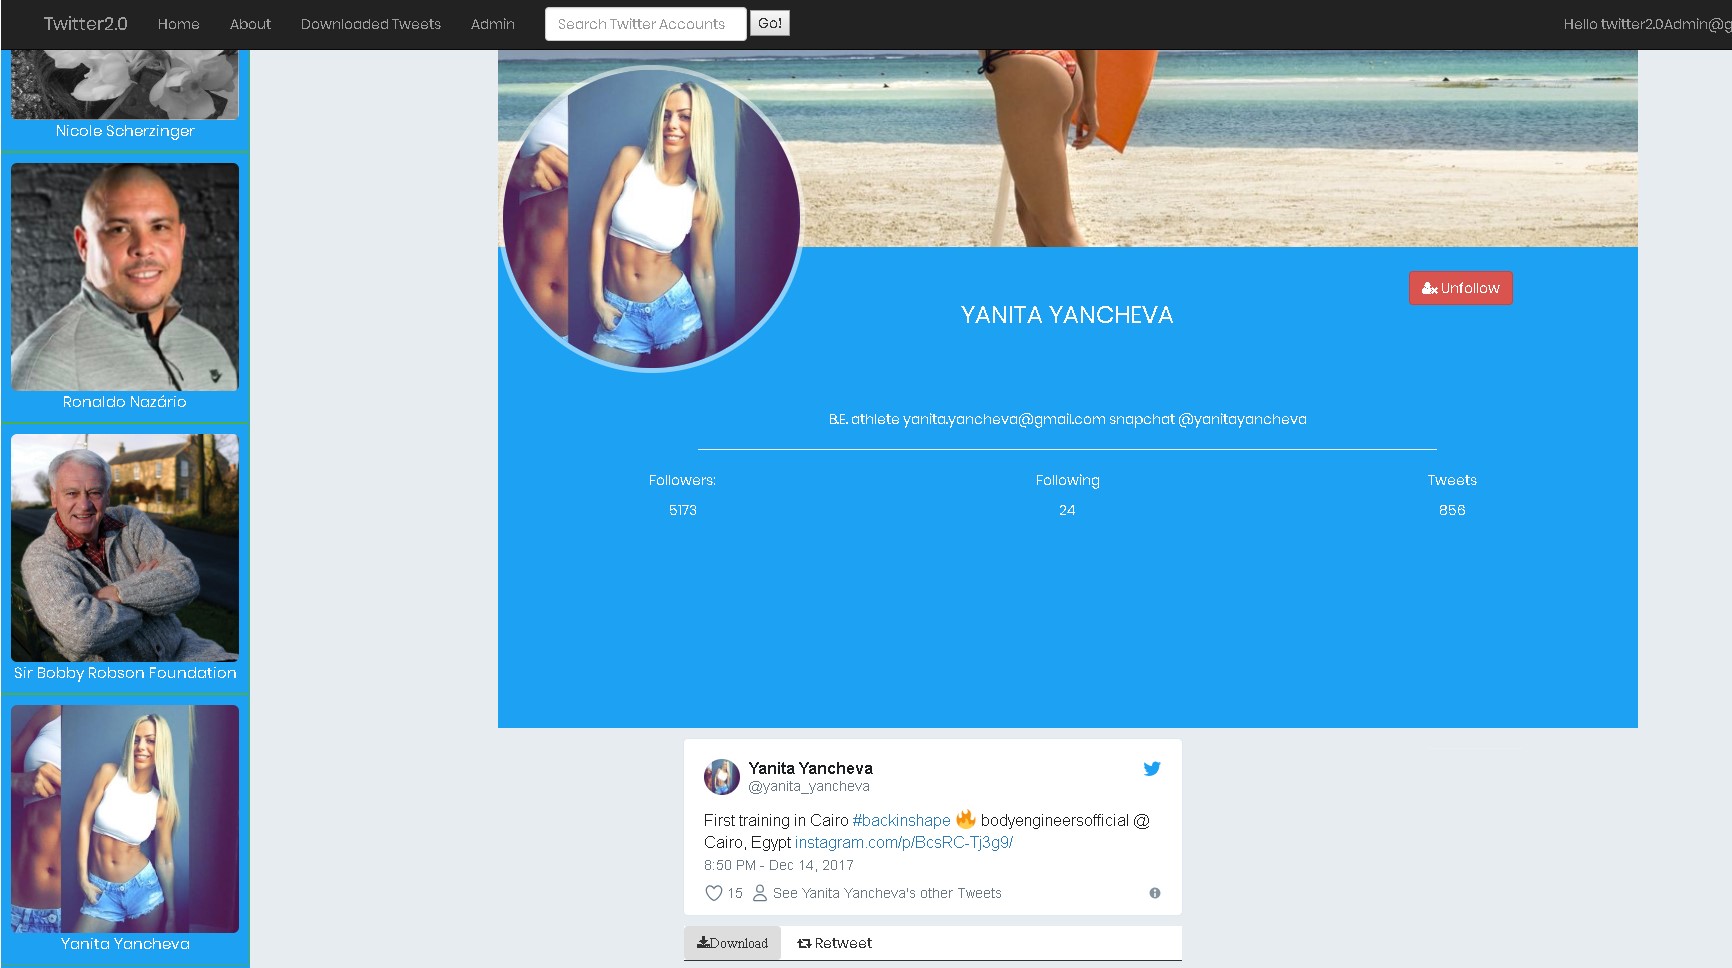 Twitter2.0 Home About Downloaded Tweets Admin Search Twitter Accounts Go! Hello twitter2.0Admin@g
Nicole Scherzinger
Ronaldo Nazário
Sir Bobby Robson Foundation
Yanita Yancheva
Unfollow
YANITA YANCHEVA
B.E. athlete yanita.yancheva@gmail.com snapchat @yanitayancheva
Followers: Following Tweets
5173 24 856
Yanita Yancheva
@yanita_yancheva
First training in Cairo #backinshape 🔥 bodyengineersofficial @
Cairo, Egypt instagram.com/p/BcsRC-Tj3g9/
8:50 PM - Dec 14, 2017
15 See Yanita Yancheva's other Tweets
Download Retweet